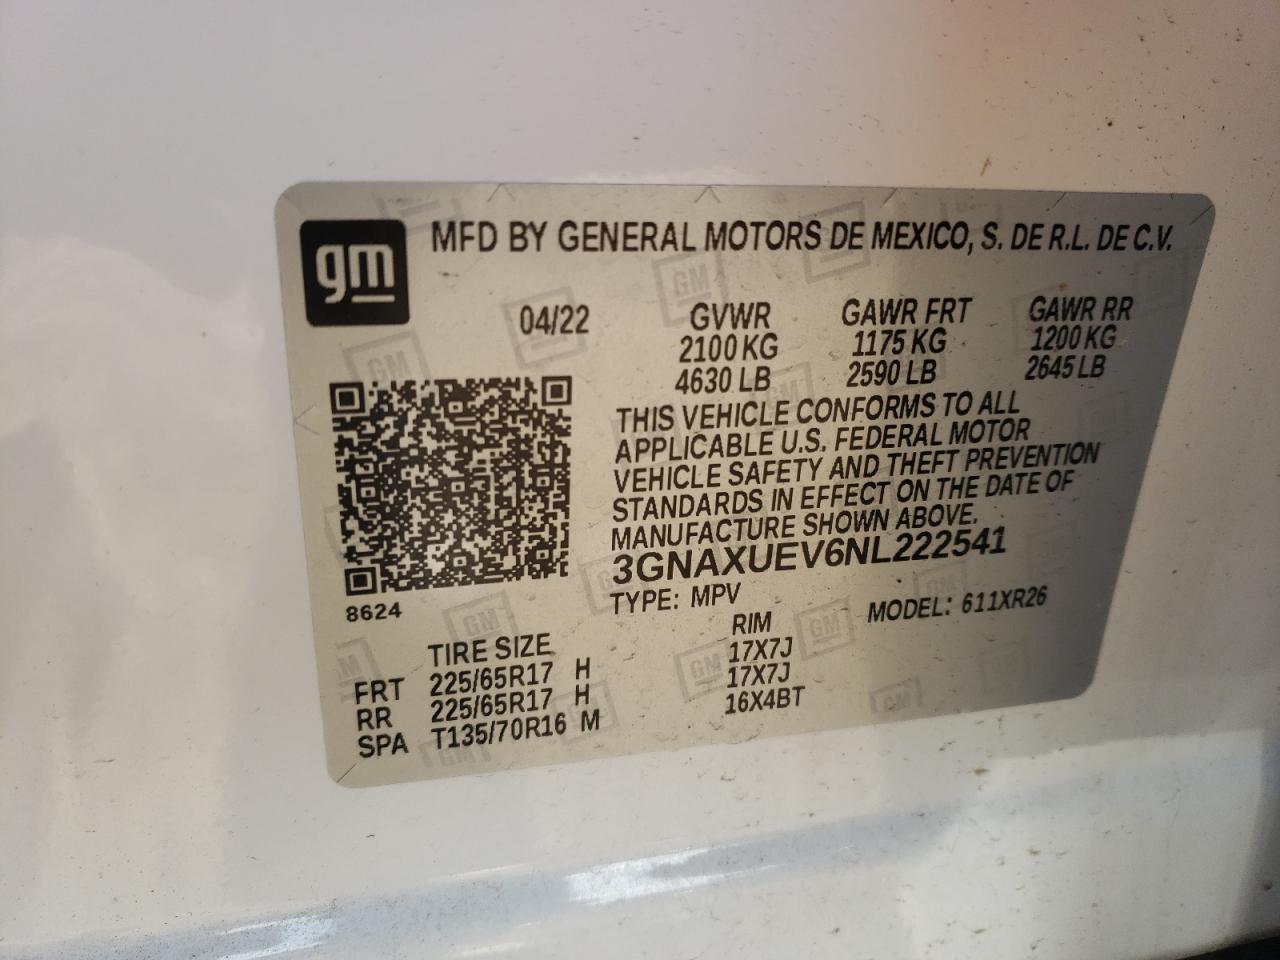 gm
MFD BY GENERAL MOTORS DE MEXICO, S. DE R.L. DE C.V.
04/22 GVWR GAWR FRT GAWR RR
2100 KG 1175 KG 1200 KG
4630 LB 2590 LB 2645 LB
THIS VEHICLE CONFORMS TO ALL
APPLICABLE U.S. FEDERAL MOTOR
VEHICLE SAFETY AND THEFT PREVENTION
STANDARDS IN EFFECT ON THE DATE OF
MANUFACTURE SHOWN ABOVE.
3GNAXUEV6NL222541
TYPE: MPV MODEL: 611XR26
8624
TIRE SIZE RIM
FRT 225/65R17 H 17X7J
RR 225/65R17 H 17X7J
SPA T135/70R16 M 16X4BT